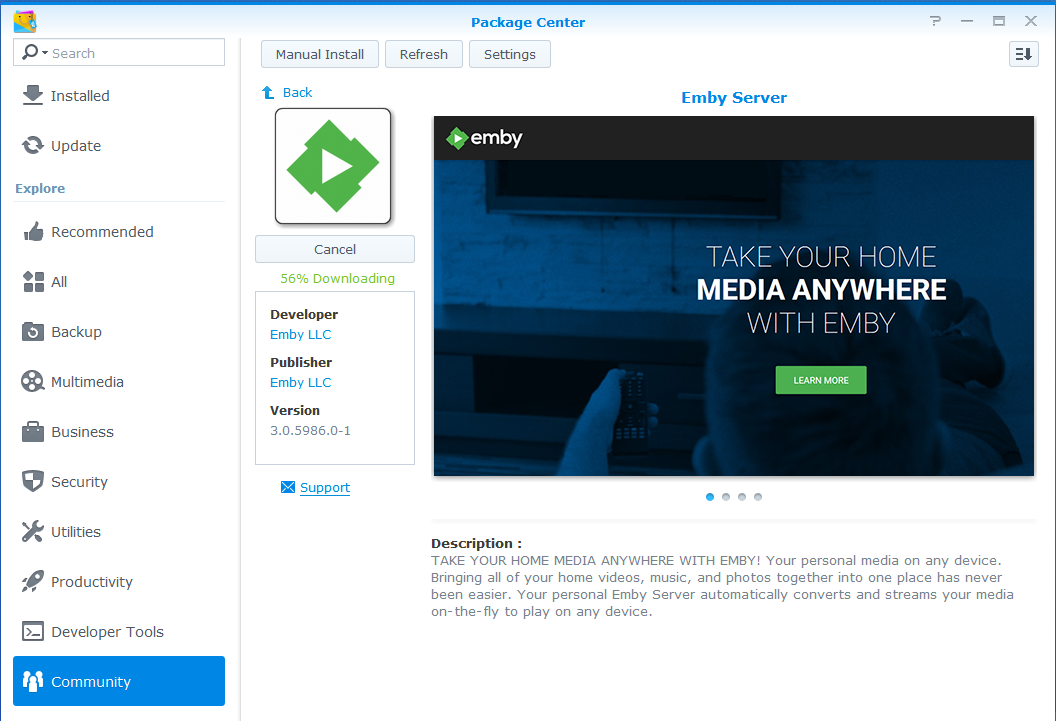 Package Center
Search
Installed
Update
Explore
Recommended
All
Backup
Multimedia
Business
Security
Utilities
Productivity
Developer Tools
Community
Manual Install
Refresh
Settings
Back
Cancel
56% Downloading
Developer
Emby LLC
Publisher
Emby LLC
Version
3.0.5986.0-1
Support
Emby Server
emby
TAKE YOUR HOME
MEDIA ANYWHERE
WITH EMBY
LEARN MORE
Description :
TAKE YOUR HOME MEDIA ANYWHERE WITH EMBY! Your personal media on any device.
Bringing all of your home videos, music, and photos together into one place has never
been easier. Your personal Emby Server automatically converts and streams your media
on-the-fly to play on any device.